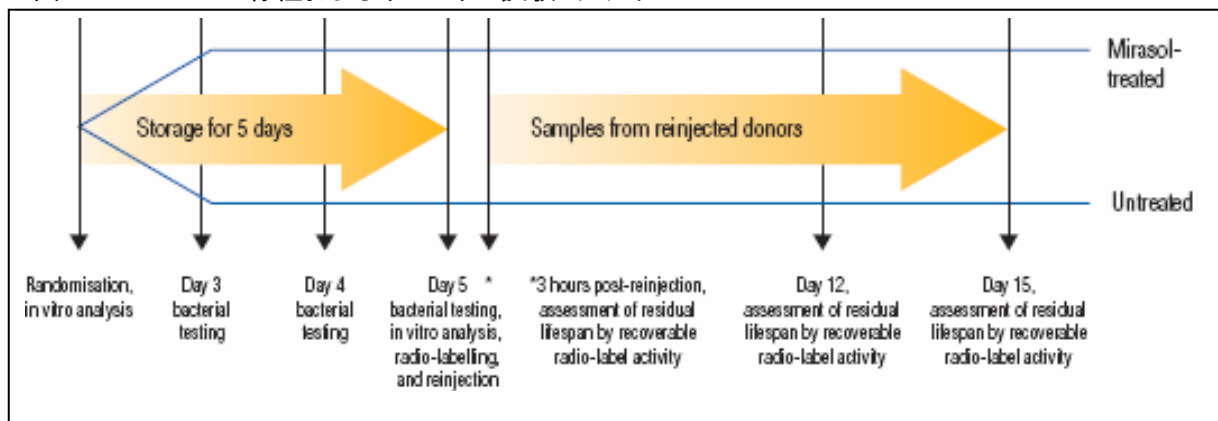 Mirasol-
treated
Storage for 5 days
Samples from reinjected donors
Untreated
Randomisation,
in vitro analysis
Day 3
bacterial
testing
Day 4
bacterial
testing
Day 5 *
bacterial testing,
in vitro analysis,
radio-labelling,
and reinjection
*3 hours post-reinjection,
assessment of residual
lifespan by recoverable
radio-label activity
Day 12,
assessment of residual
lifespan by recoverable
radio-label activity
Day 15,
assessment of residual
lifespan by recoverable
radio-label activity